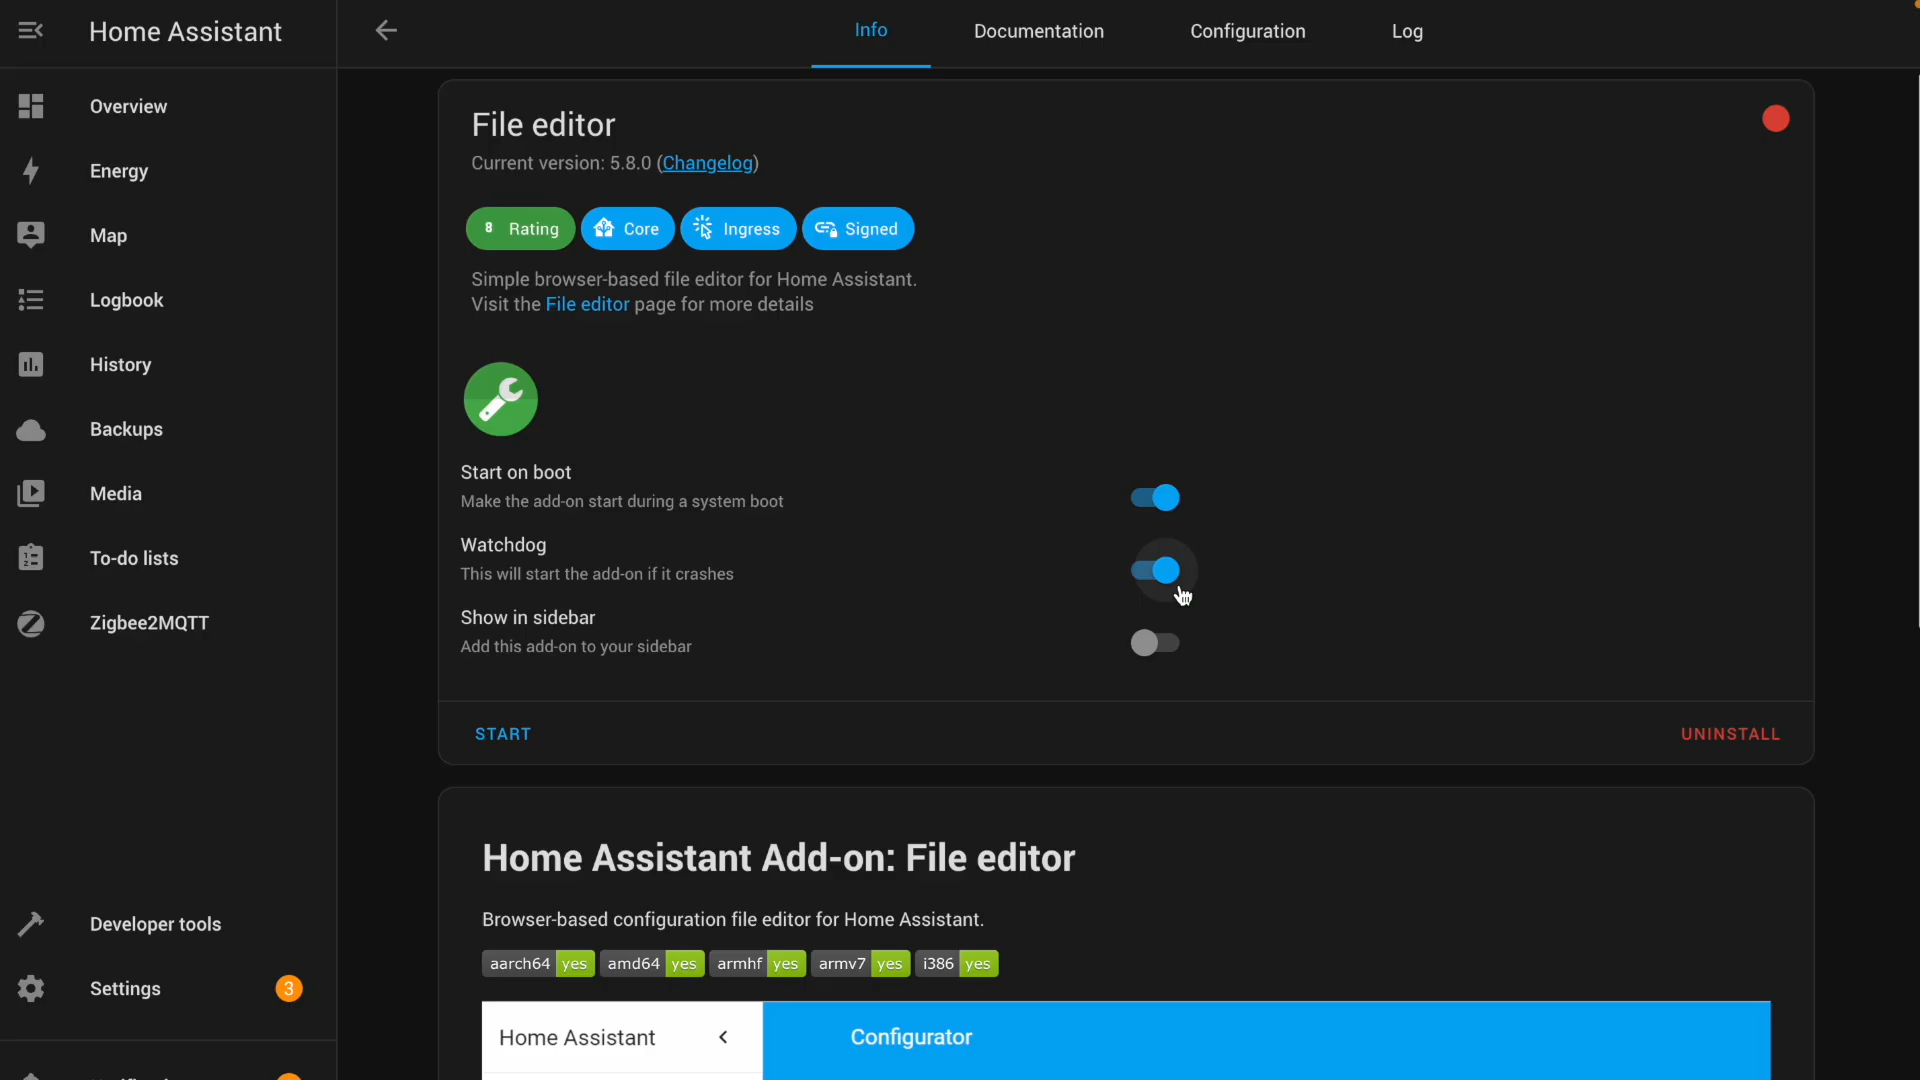 Home Assistant
Info
Documentation
Configuration
Log
Overview
Energy
Map
Logbook
History
Backups
Media
To-do lists
Zigbee2MQTT
Developer tools
Settings
3
File editor
Current version: 5.8.0 (Changelog)
8 Rating
Core
Ingress
Signed
Simple browser-based file editor for Home Assistant.
Visit the File editor page for more details
Start on boot
Make the add-on start during a system boot
Watchdog
This will start the add-on if it crashes
Show in sidebar
Add this add-on to your sidebar
START
UNINSTALL
Home Assistant Add-on: File editor
Browser-based configuration file editor for Home Assistant.
aarch64 yes
amd64 yes
armhf yes
armv7 yes
i386 yes
Home Assistant
Configurator